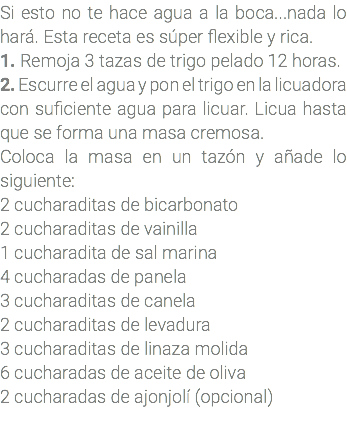 Si esto no te hace agua a la boca...nada lo
hará. Esta receta es súper flexible y rica.
1. Remoja 3 tazas de trigo pelado 12 horas.
2. Escurre el agua y pon el trigo en la licuadora
con suficiente agua para licuar. Licua hasta
que se forma una masa cremosa.
Coloca la masa en un tazón y añade lo
siguiente:
2 cucharaditas de bicarbonato
2 cucharaditas de vainilla
1 cucharadita de sal marina
4 cucharadas de panela
3 cucharaditas de canela
2 cucharaditas de levadura
3 cucharaditas de linaza molida
6 cucharadas de aceite de oliva
2 cucharadas de ajonjolí (opcional)